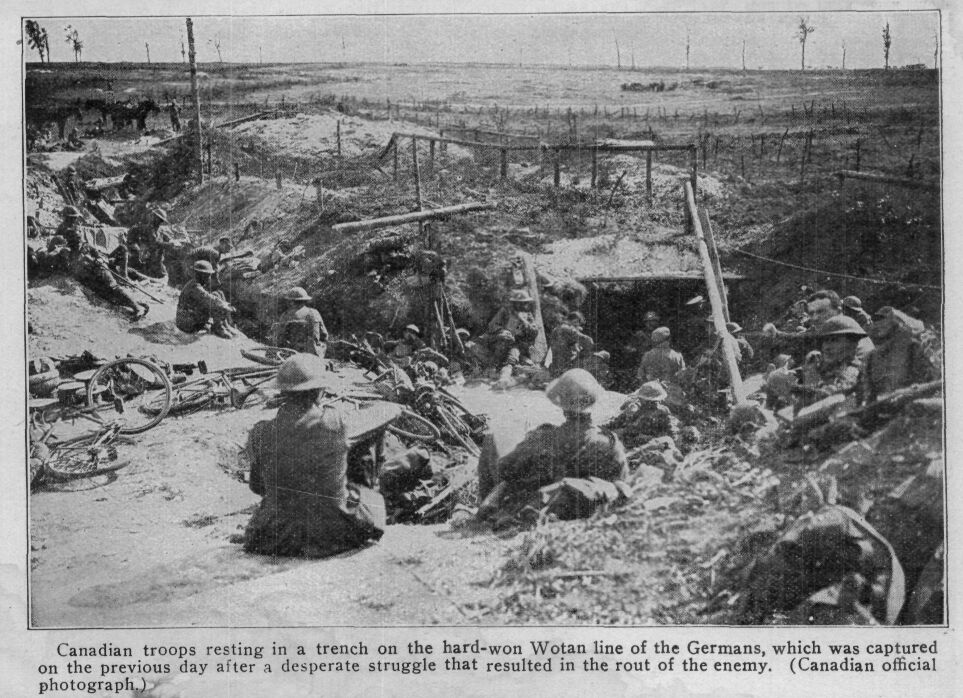 Canadian troops resting in a trench on the hard-won Wotan line of the Germans, which was captured
on the previous day after a desperate struggle that resulted in the rout of the enemy. (Canadian official
photograph.)